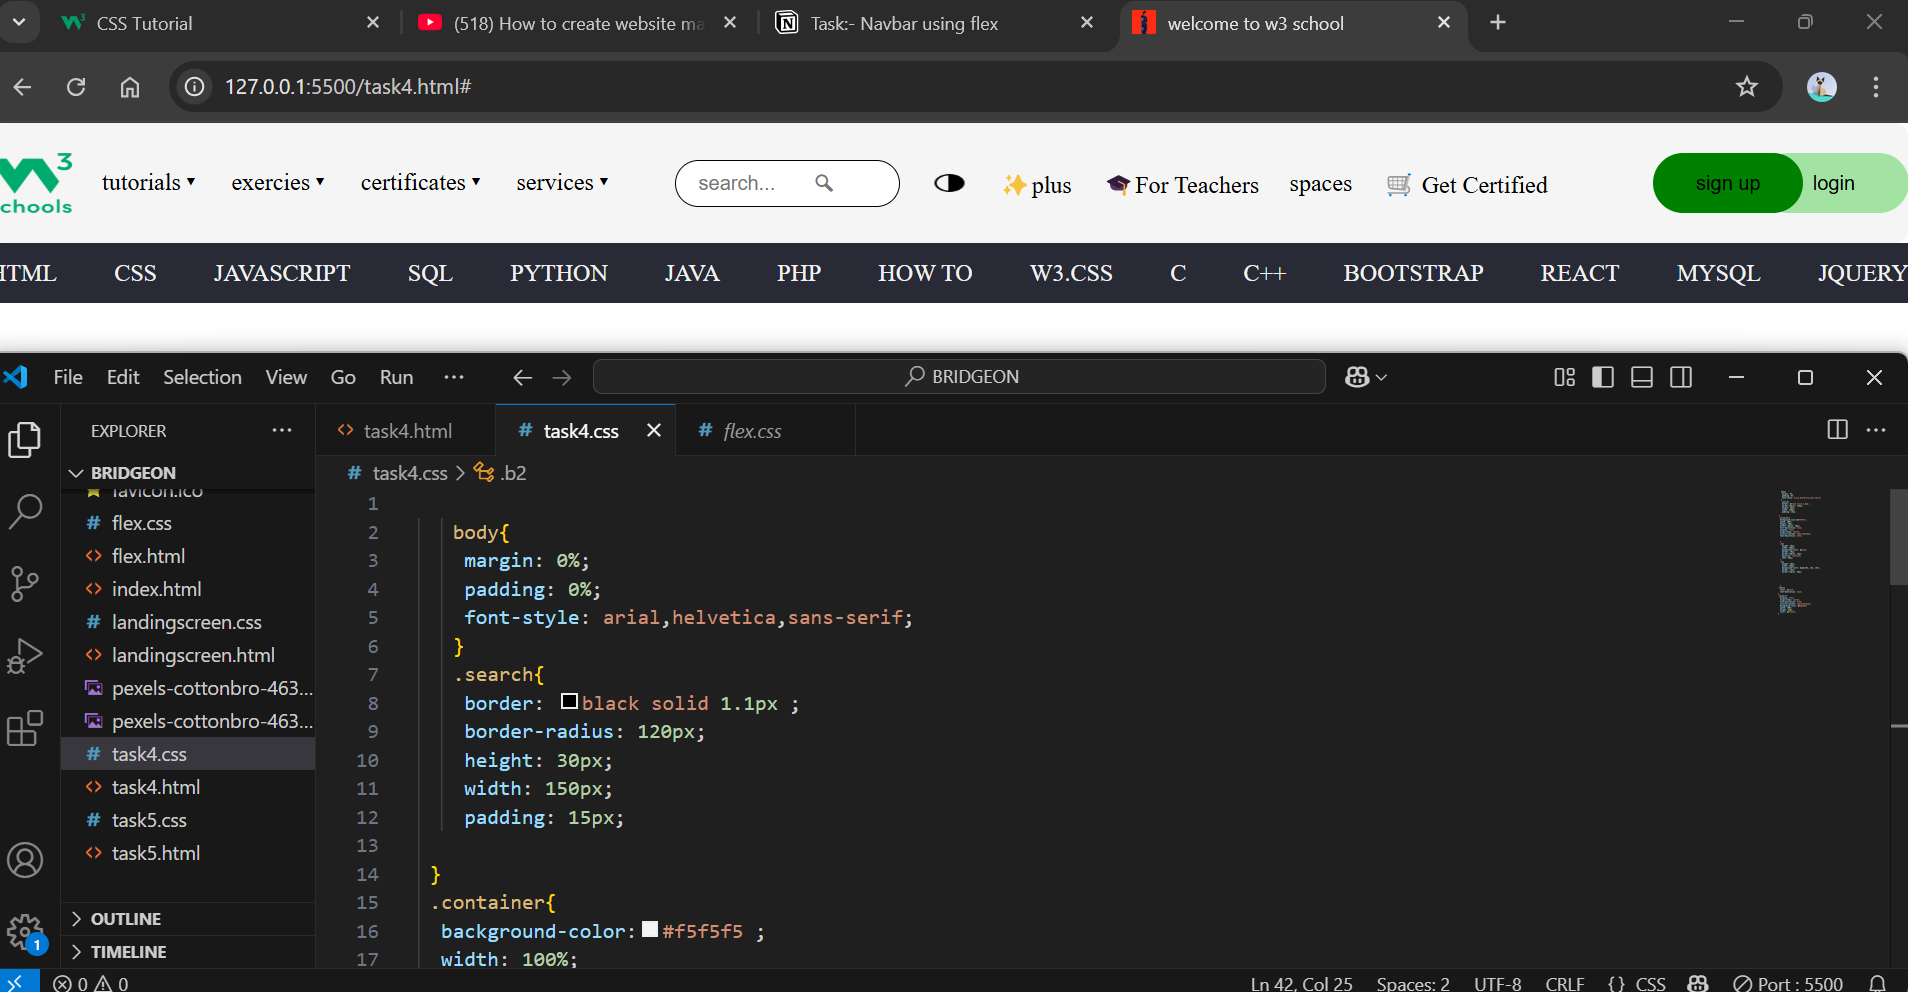 CSS Tutorial
(518) How to create website ma
Task:- Navbar using flex
welcome to w3 school
127.0.0.1:5500/task4.html#
3
chools
tutorials ▼ exercies ▼ certificates ▼ services ▼ search... plus For Teachers spaces Get Certified sign up login
HTML CSS JAVASCRIPT SQL PYTHON JAVA PHP HOW TO W3.CSS C C++ BOOTSTRAP REACT MYSQL JQUERY
File Edit Selection View Go Run ··· BRIDGEON
EXPLORER ···
task4.html
task4.css
flex.css
BRIDGEON
task4.css > .b2
favicon.ico
flex.css
flex.html
index.html
landingscreen.css
landingscreen.html
pexels-cottonbro-463...
pexels-cottonbro-463...
task4.css
task4.html
task5.css
task5.html
OUTLINE
TIMELINE
1
1
2 body{
3 margin: 0%;
4 padding: 0%;
5 font-style: arial,helvetica,sans-serif;
6 }
7 .search{
8 border: black solid 1.1px ;
9 border-radius: 120px;
10 height: 30px;
11 width: 150px;
12 padding: 15px;
13
14 }
15 .container{
16 background-color: #f5f5f5 ;
17 width: 100%;
0 0 Ln 42, Col 25 Spaces: 2 UTF-8 CRLF {} CSS Port : 5500